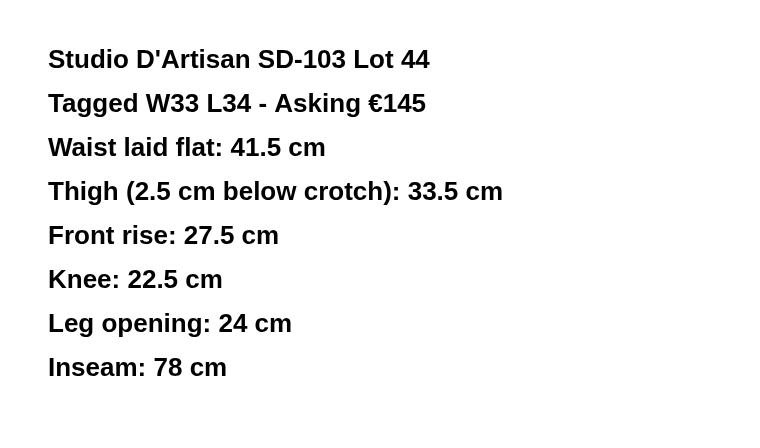 Studio D'Artisan SD-103 Lot 44
Tagged W33 L34 - Asking €145
Waist laid flat: 41.5 cm
Thigh (2.5 cm below crotch): 33.5 cm
Front rise: 27.5 cm
Knee: 22.5 cm
Leg opening: 24 cm
Inseam: 78 cm